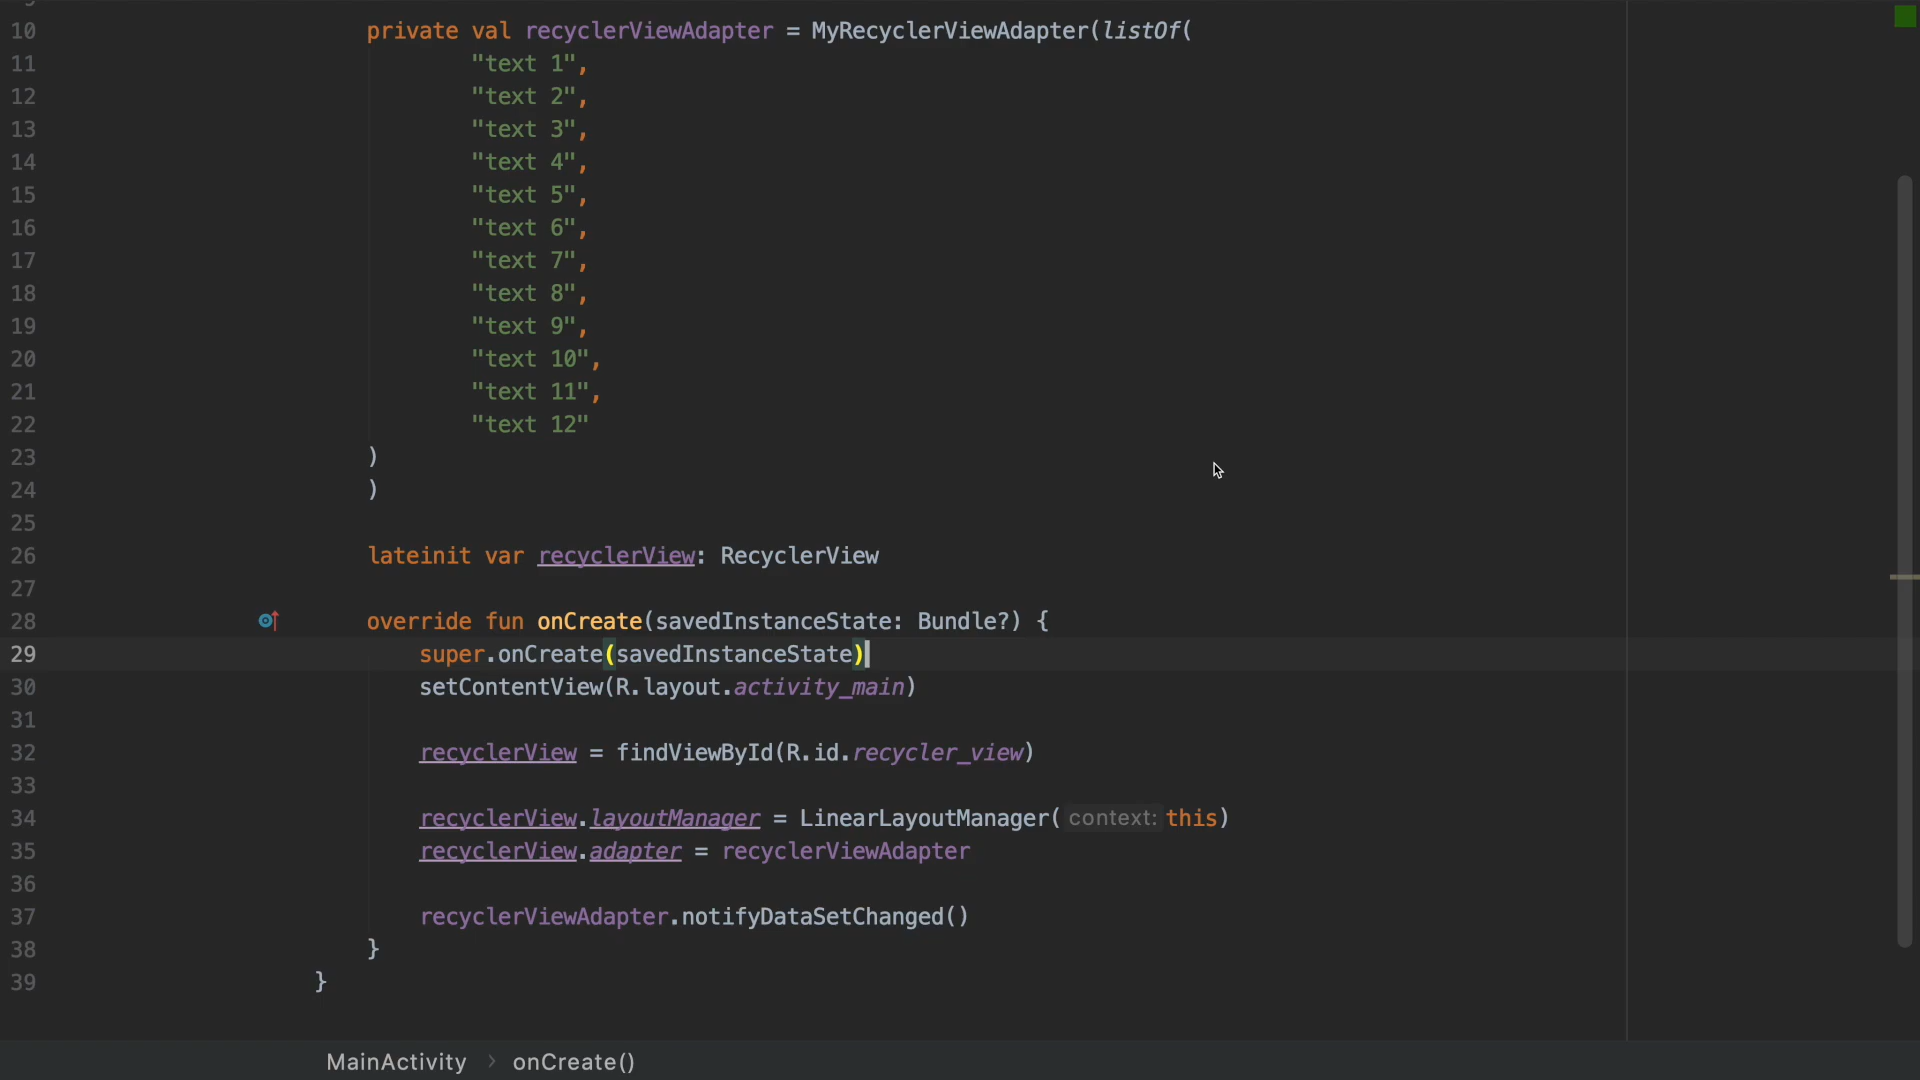 10 private val recyclerViewAdapter = MyRecyclerViewAdapter(listOf(
11 "text 1",
12 "text 2",
13 "text 3",
14 "text 4",
15 "text 5",
16 "text 6",
17 "text 7",
18 "text 8",
19 "text 9",
20 "text 10",
21 "text 11",
22 "text 12"
23 )
24 )
25
26 lateinit var recyclerView: RecyclerView
27
28 override fun onCreate(savedInstanceState: Bundle?) {
29 super.onCreate(savedInstanceState)
30 setContentView(R.layout.activity_main)
31
32 recyclerView = findViewById(R.id.recycler_view)
33
34 recyclerView.layoutManager = LinearLayoutManager( context: this)
35 recyclerView.adapter = recyclerViewAdapter
36
37 recyclerViewAdapter.notifyDataSetChanged()
38 }
39 }
MainActivity > onCreate()